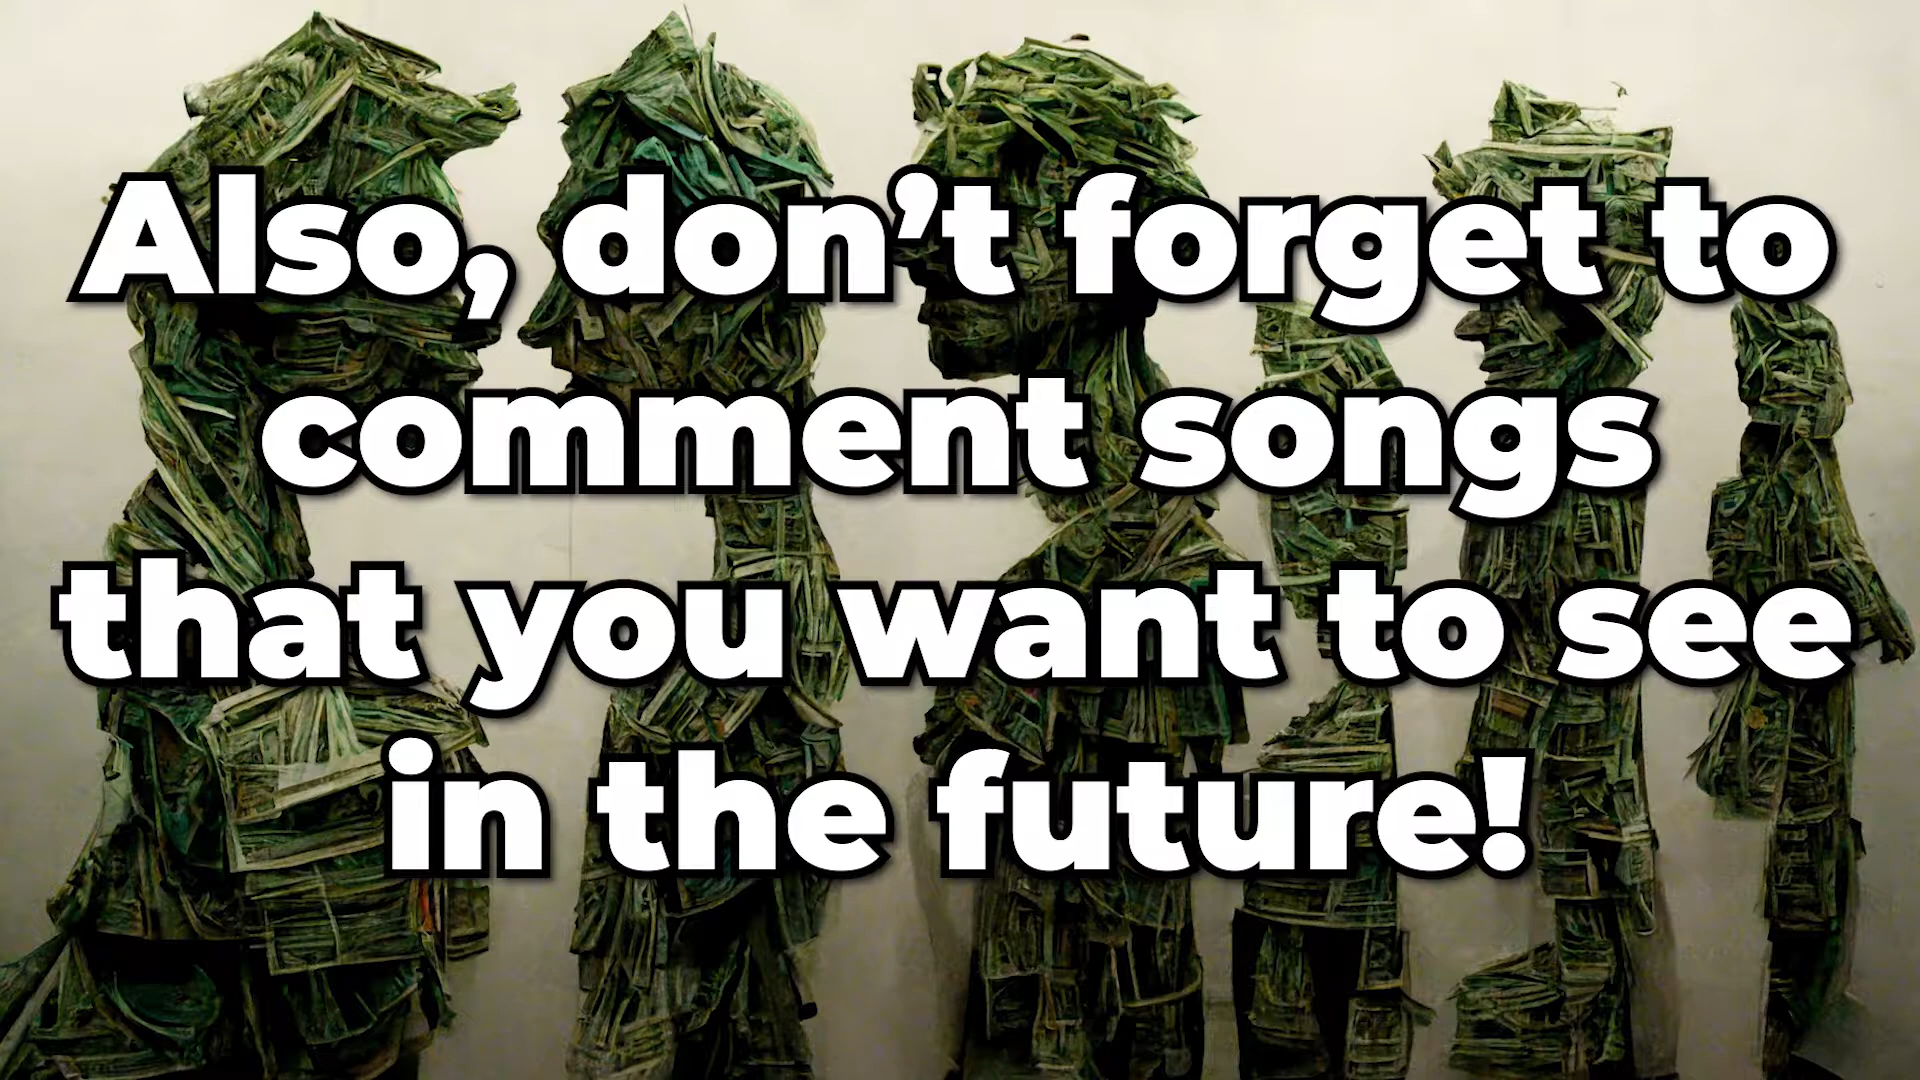 Also, don’t forget to
comment songs
that you want to see
in the future!